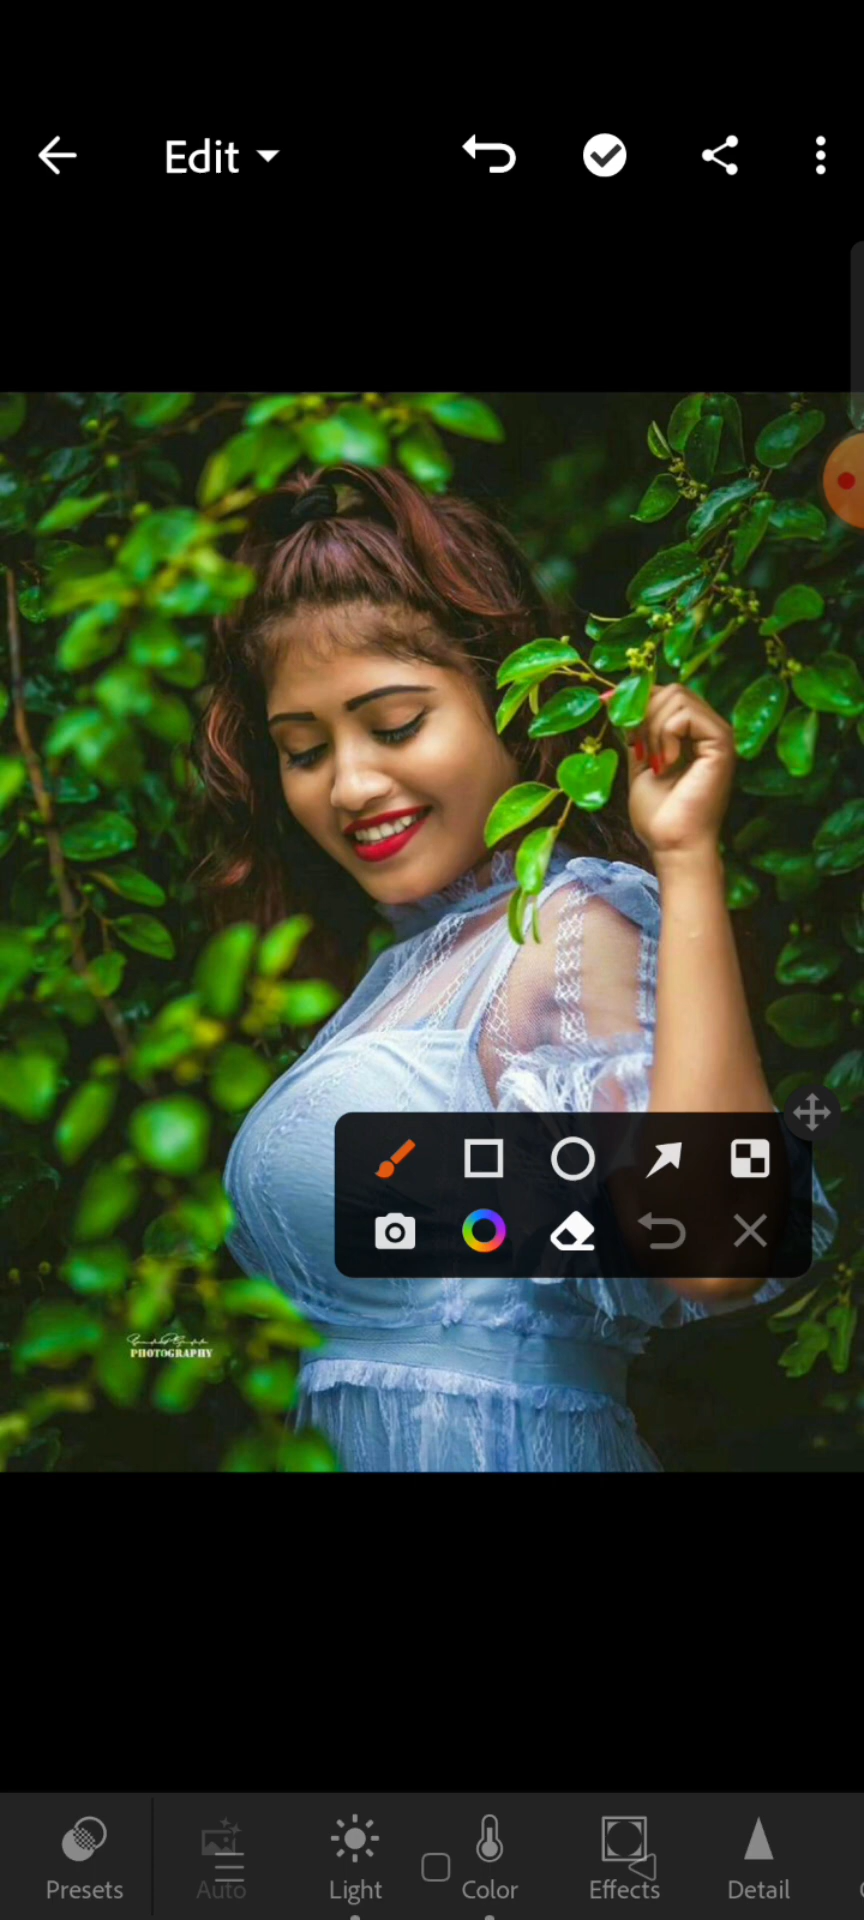 Edit
PHOTOGRAPHY
Presets
Auto
Light
Color
Effects
Detail